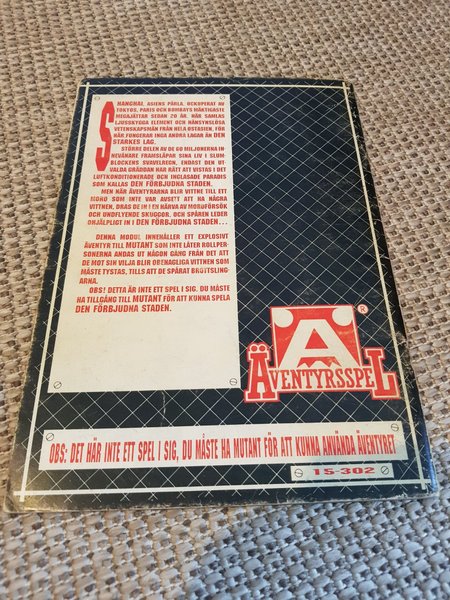 SHANGHAI, ASIENS PÄRLA, OCKUPERAT AV
TOKYOS, PARIS OCH BOMBAYS MÄKTIGASTE
MEGAJÄTTAR SEDAN 20 ÅR. HÄR SAMLAS
LJUSSKYGGA ELEMENT OCH HÄNSYNSLÖSA
VETENSKAPSMÄN FRÅN HELA OSTASIEN, FÖR
HÄR FUNGERAR INGA ANDRA LAGAR ÄN DEN
STARKES LAG.
STÖRRE DELEN AV DE 60 MILJONERNA IN-
NEVÅNARE FRAMSLÄPAR SINA LIV I SLUM-
BLOCKENS SVAVELREGN, ENDAST DEN UT-
VALDA GRÄDDAN HAR RÄTT ATT VISTAS I DET
LUFTKONDITIONERADE OCH INGLASADE PARADIS
SOM KALLAS DEN FÖRBJUDNA STADEN.
MEN NÄR ÄVENTYRARNA BLIR VITTNE TILL ETT
MORD SOM INTE VAR AVSETT ATT HA NÅGRA
VITTNEN, DRAS DE IN I EN HÄRVA AV MORDFÖRSÖK
OCH UNDFLYENDE SKUGGOR, OCH SPÅREN LEDER
OHJÄLPLIGT IN I DEN FÖRBJUDNA STADEN...
DENNA MODUL INNEHÅLLER ETT EXPLOSIVT
ÄVENTYR TILL MUTANT SOM INTE LÅTER ROLLPER-
SONERNA ANDAS UT NÅGON GÅNG FRÅN DET ATT
DE MOT SIN VILJA BLIR OBEHAGLIGA VITTNEN SOM
MÅSTE TYSTAS, TILLS ATT DE SPÅRAT BROTTSLING-
ARNA.
OBS! DETTA ÄR INTE ETT SPEL I SIG. DU MÅSTE
HA TILLGÅNG TILL MUTANT FÖR ATT KUNNA SPELA
DEN FÖRBJUDNA STADEN.
A
®
ÄVENTYRSSPEL
OBS: DET HÄR INTE ETT SPEL I SIG, DU MÅSTE HA MUTANT FÖR ATT KUNNA ANVÄNDA ÄVENTYRET
15-302